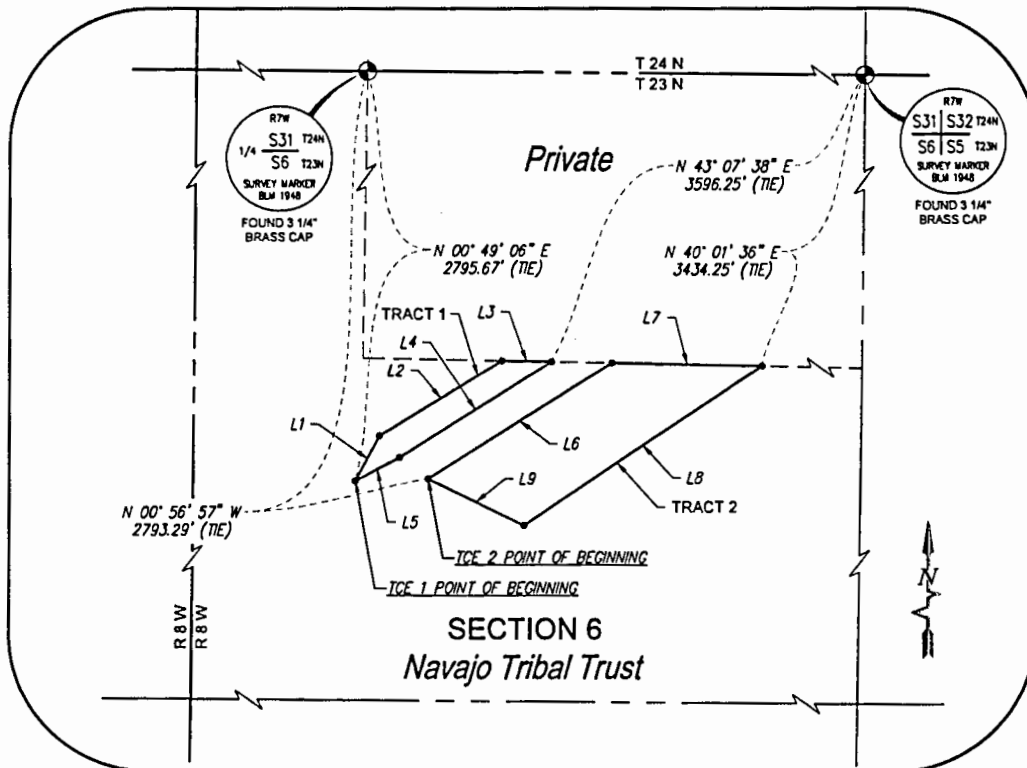 T 24 N
T 23 N
R7W
1/4 S31 T24N
S6 T23N
SURVEY MARKER
BLM 1948
FOUND 3 1/4"
BRASS CAP
R7W
S31 S32 T24N
S6 S5 T23N
SURVEY MARKER
BLM 1948
FOUND 3 1/4"
BRASS CAP
Private
N 43° 07' 38" E
3596.25' (TIE)
N 00° 49' 06" E
2795.67' (TIE)
N 40° 01' 36" E
3434.25' (TIE)
TRACT 1
L3
L4
L7
L2
L1
L6
L9
L8
L5
TRACT 2
N 00° 56' 57" W
2793.29' (TIE)
TCE 2 POINT OF BEGINNING
TCE 1 POINT OF BEGINNING
R 8 W
R 8 W
SECTION 6
Navajo Tribal Trust
N